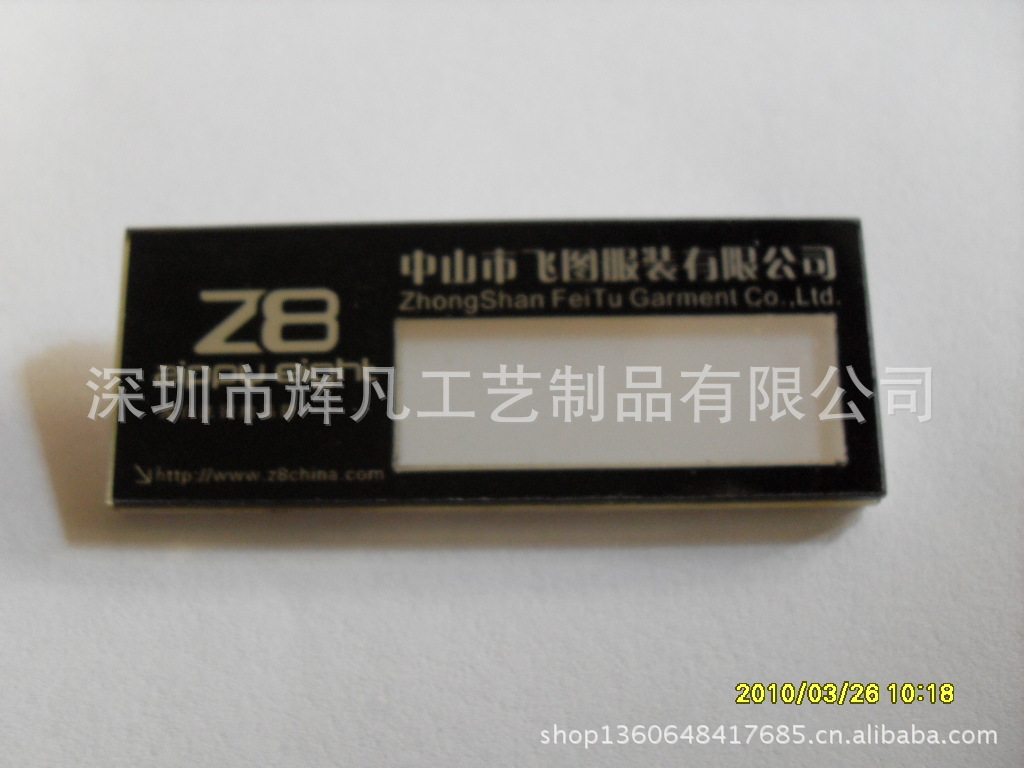 中山市飞图服装有限公司
ZhongShan FeiTu Garment Co.,Ltd.
Z8
深圳市辉凡工艺制品有限公司
http://www.z8china.com
2010/03/26 10:18
shop1360648417685.cn.alibaba.com